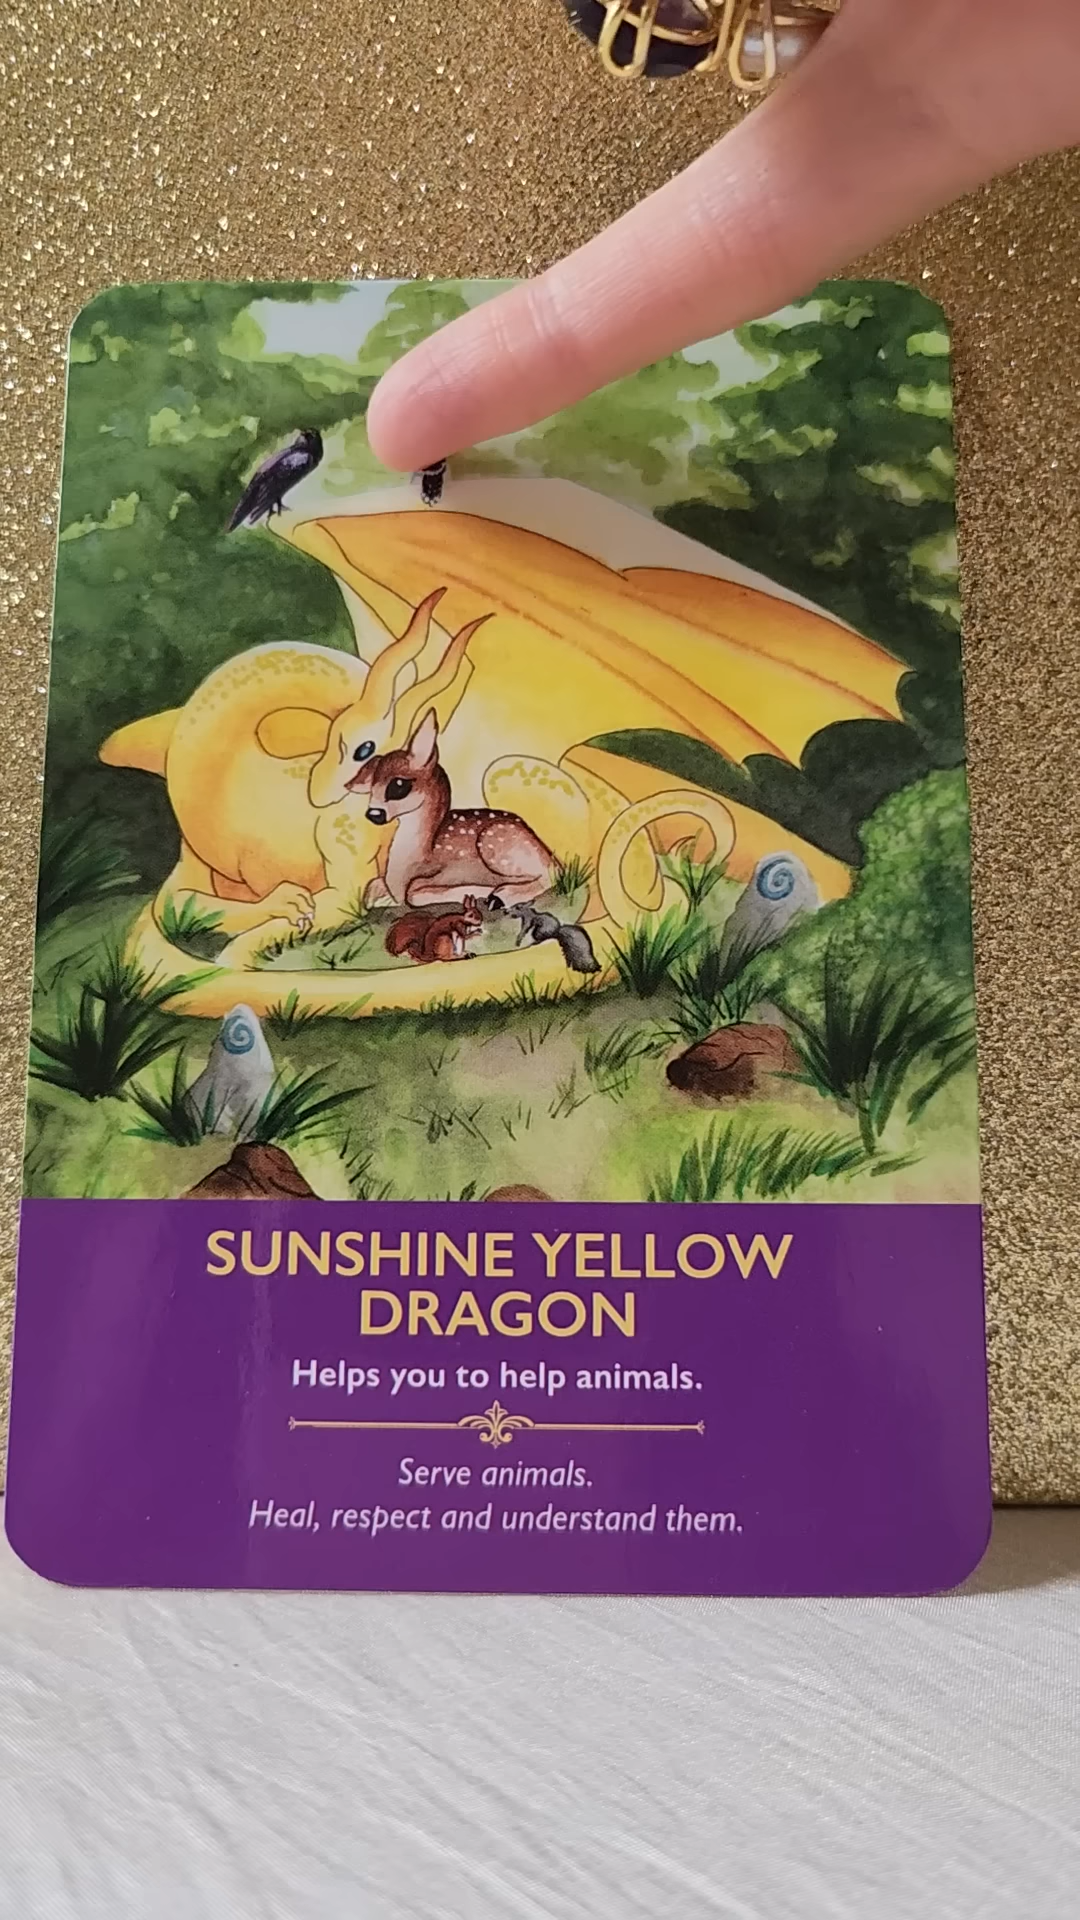 SUNSHINE YELLOW
DRAGON
Helps you to help animals.
Serve animals.
Heal, respect and understand them.